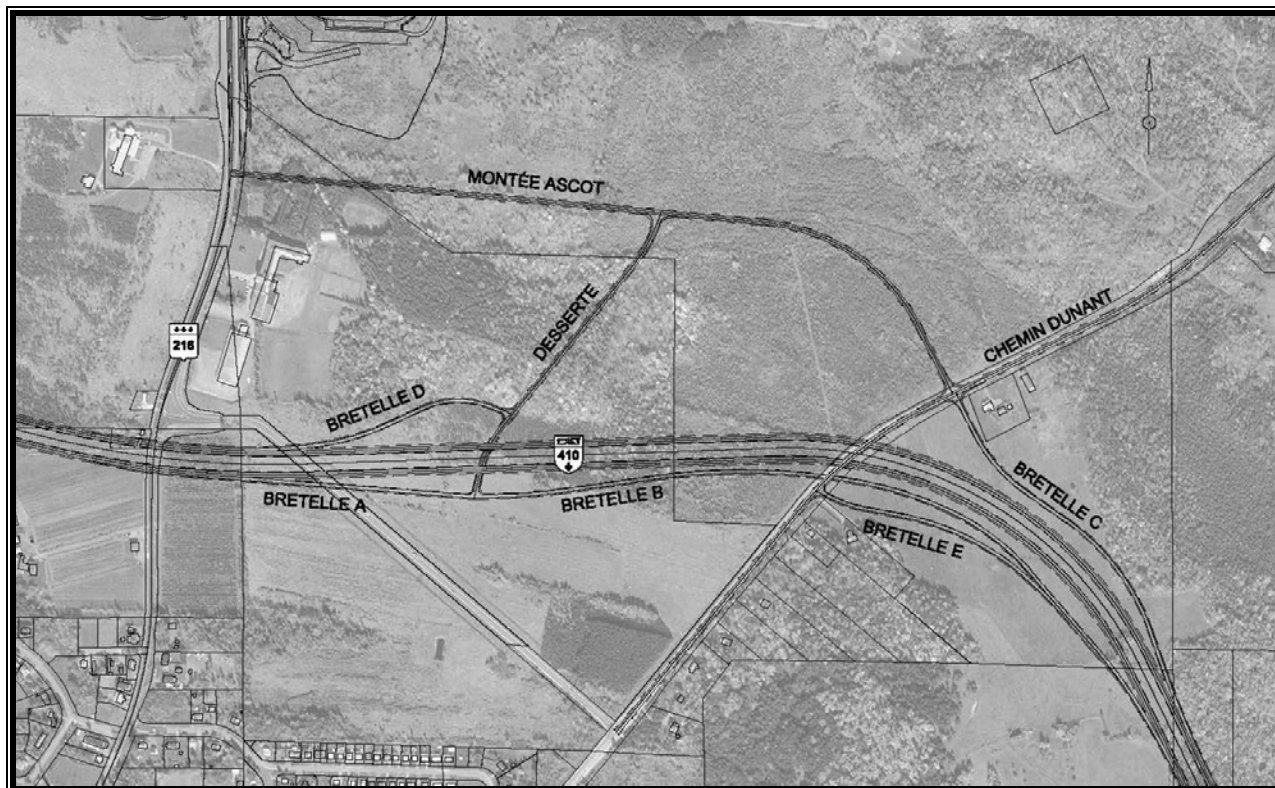 MONTÉE ASCOT
DESSERTE
CHEMIN DUNANT
216
BRETELLE D
410
BRETELLE A
BRETELLE B
BRETELLE C
BRETELLE E